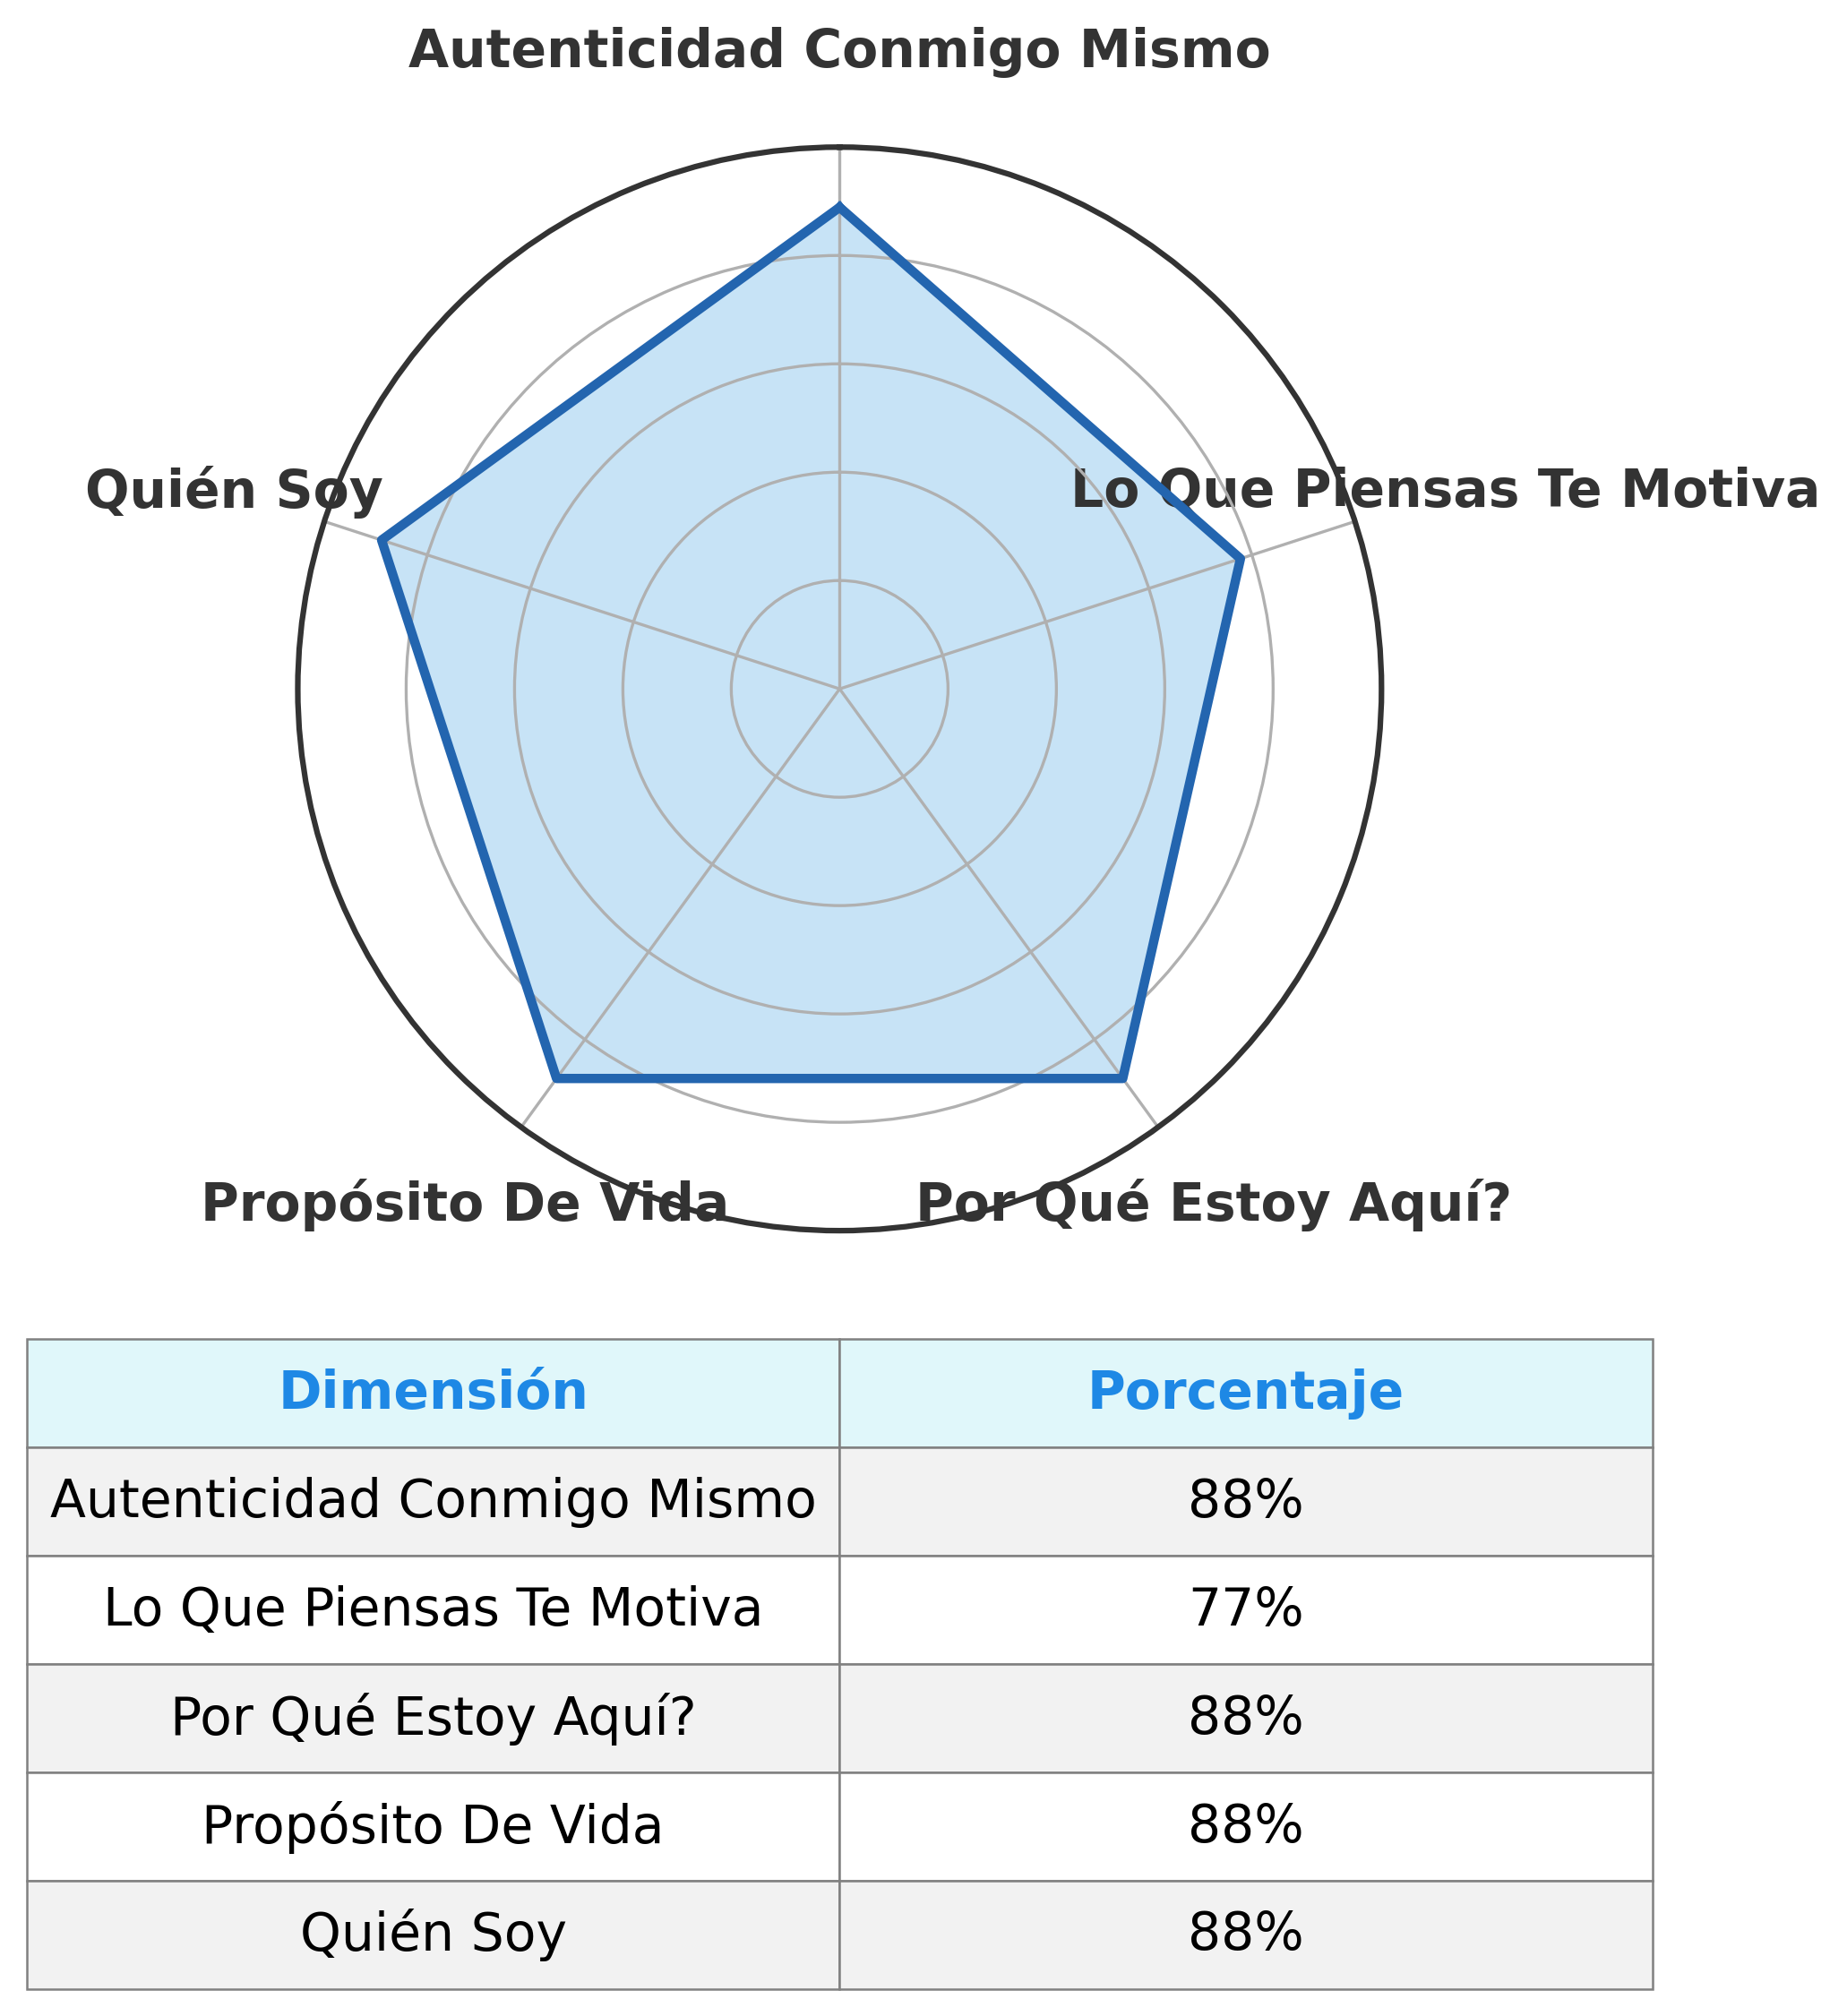 Autenticidad Conmigo Mismo
Quién Soy
Lo Que Piensas Te Motiva
Propósito De Vida
Por Qué Estoy Aquí?
Dimensión Porcentaje
Autenticidad Conmigo Mismo 88%
Lo Que Piensas Te Motiva 77%
Por Qué Estoy Aquí? 88%
Propósito De Vida 88%
Quién Soy 88%